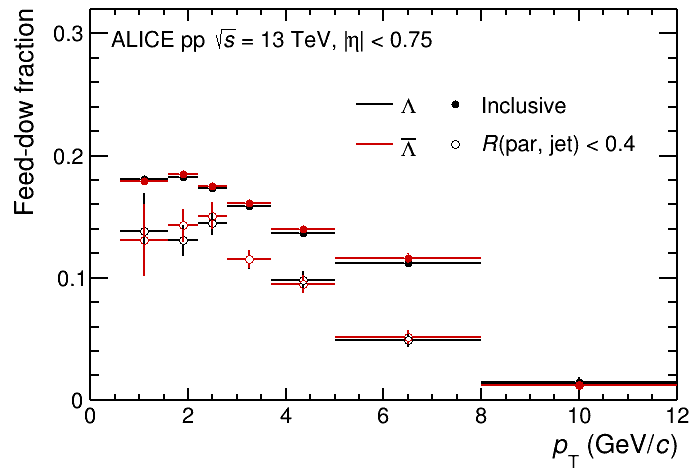 Feed-dow fraction
ALICE pp √s = 13 TeV, |η| < 0.75
Λ Inclusive
Λ̅ R(par, jet) < 0.4
0.3
0.2
0.1
0
0 2 4 6 8 10 12
p_T (GeV/c)